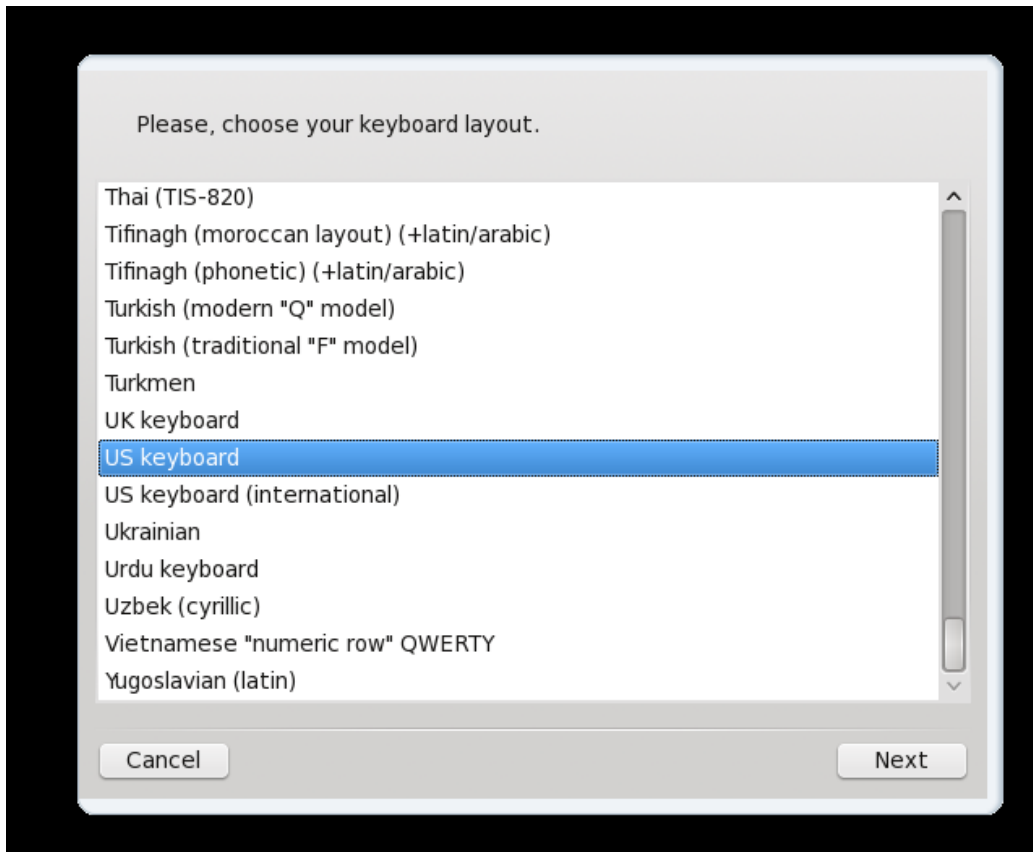 Please, choose your keyboard layout.
Thai (TIS-820)
Tifinagh (moroccan layout) (+latin/arabic)
Tifinagh (phonetic) (+latin/arabic)
Turkish (modern "Q" model)
Turkish (traditional "F" model)
Turkmen
UK keyboard
US keyboard
US keyboard (international)
Ukrainian
Urdu keyboard
Uzbek (cyrillic)
Vietnamese "numeric row" QWERTY
Yugoslavian (latin)
Cancel
Next